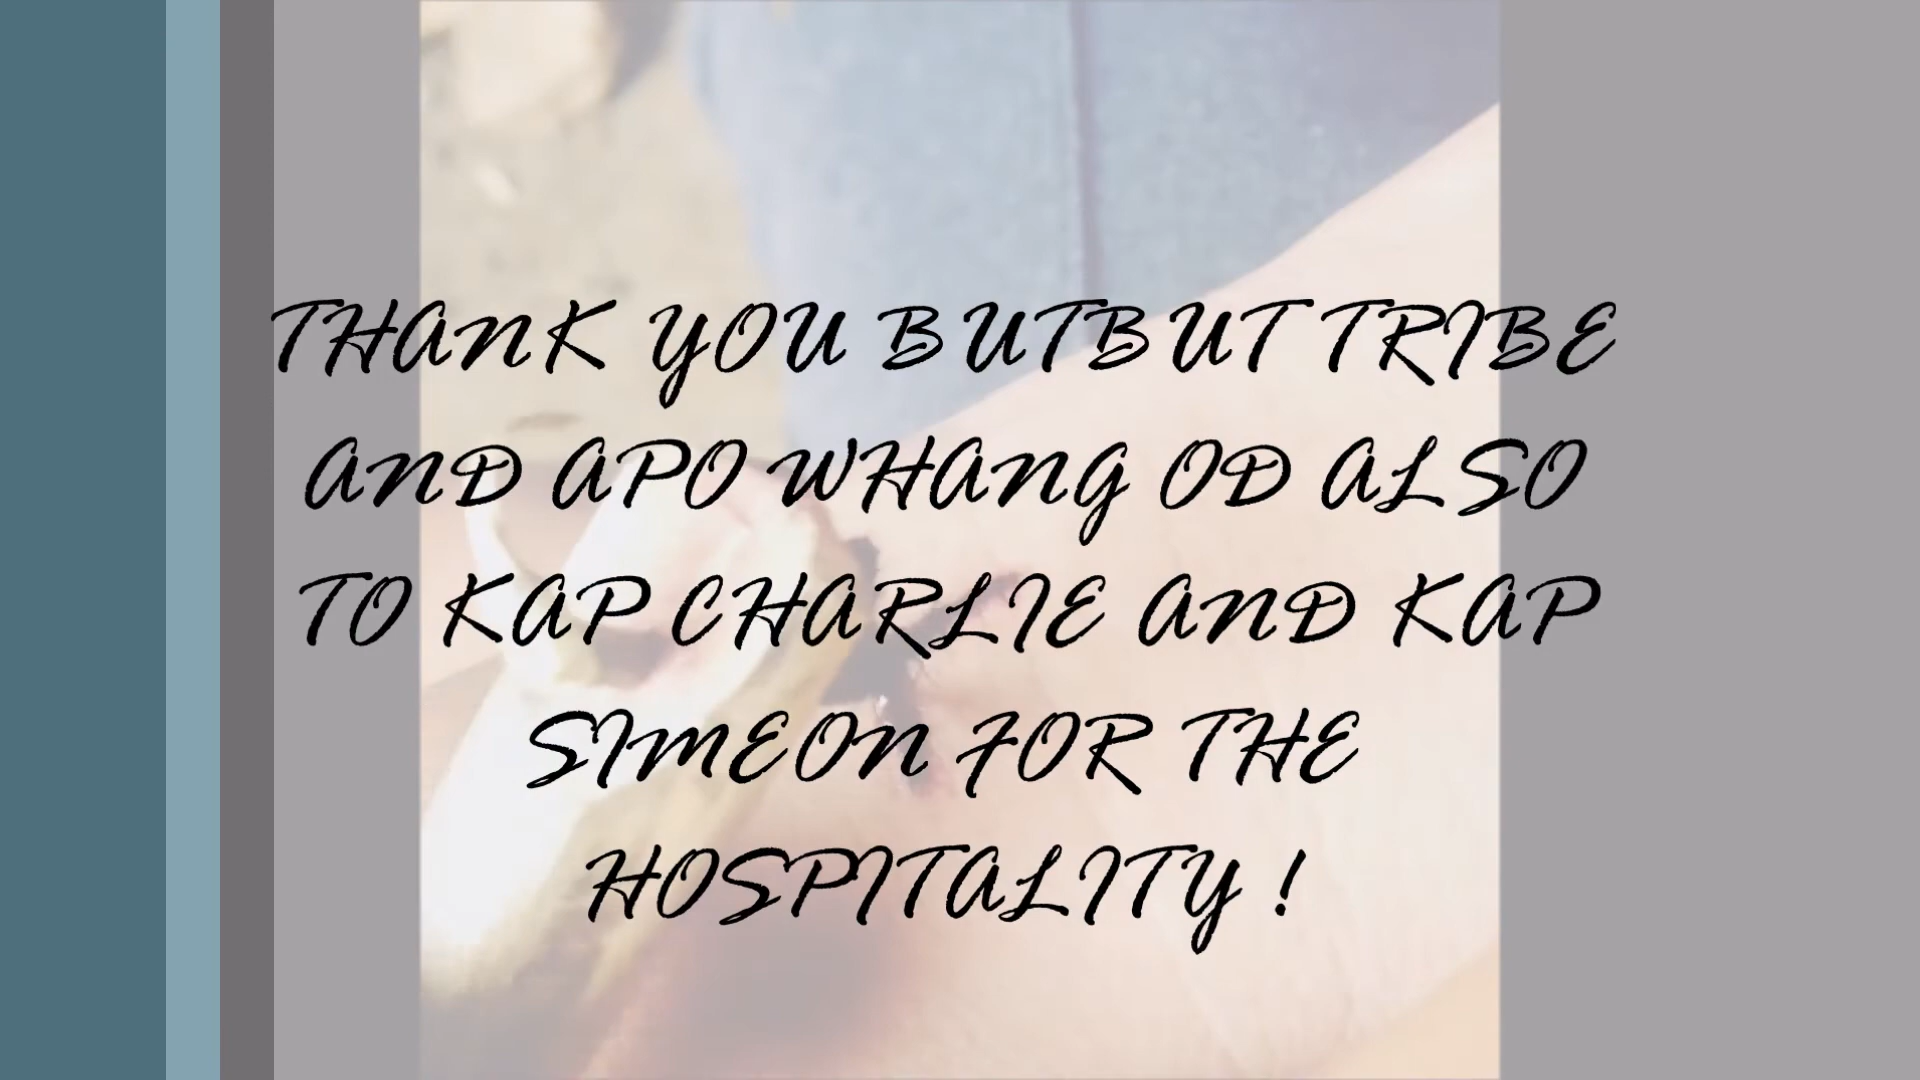 THANK YOU BUTBUT TRIBE
AND APO WHANG OD ALSO
TO KAP CHARLIE AND KAP
SIMEON FOR THE
HOSPITALITY !